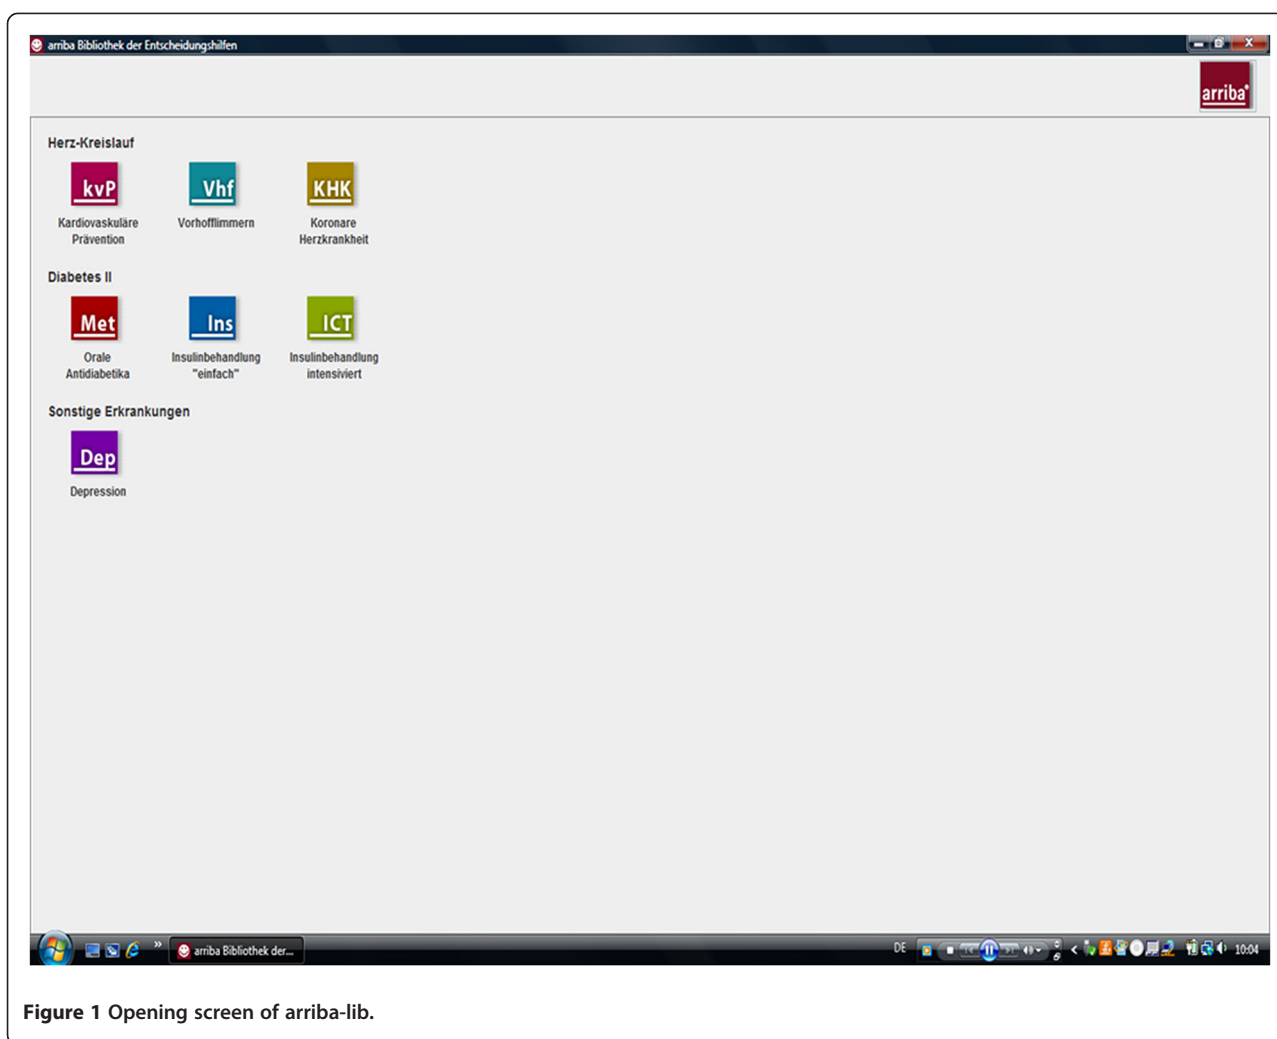 arriba Bibliothek der Entscheidungshilfen
arriba
Herz-Kreislauf
kvP Vhf KHK
Kardiovaskuläre Prävention
Vorhofflimmern
Koronare Herzkrankheit
Diabetes II
Met Ins ICT
Orale Antidiabetika
Insulinbehandlung "einfach"
Insulinbehandlung intensiviert
Sonstige Erkrankungen
Dep
Depression
arriba Bibliothek der...
DE
10:04
Figure 1 Opening screen of arriba-lib.